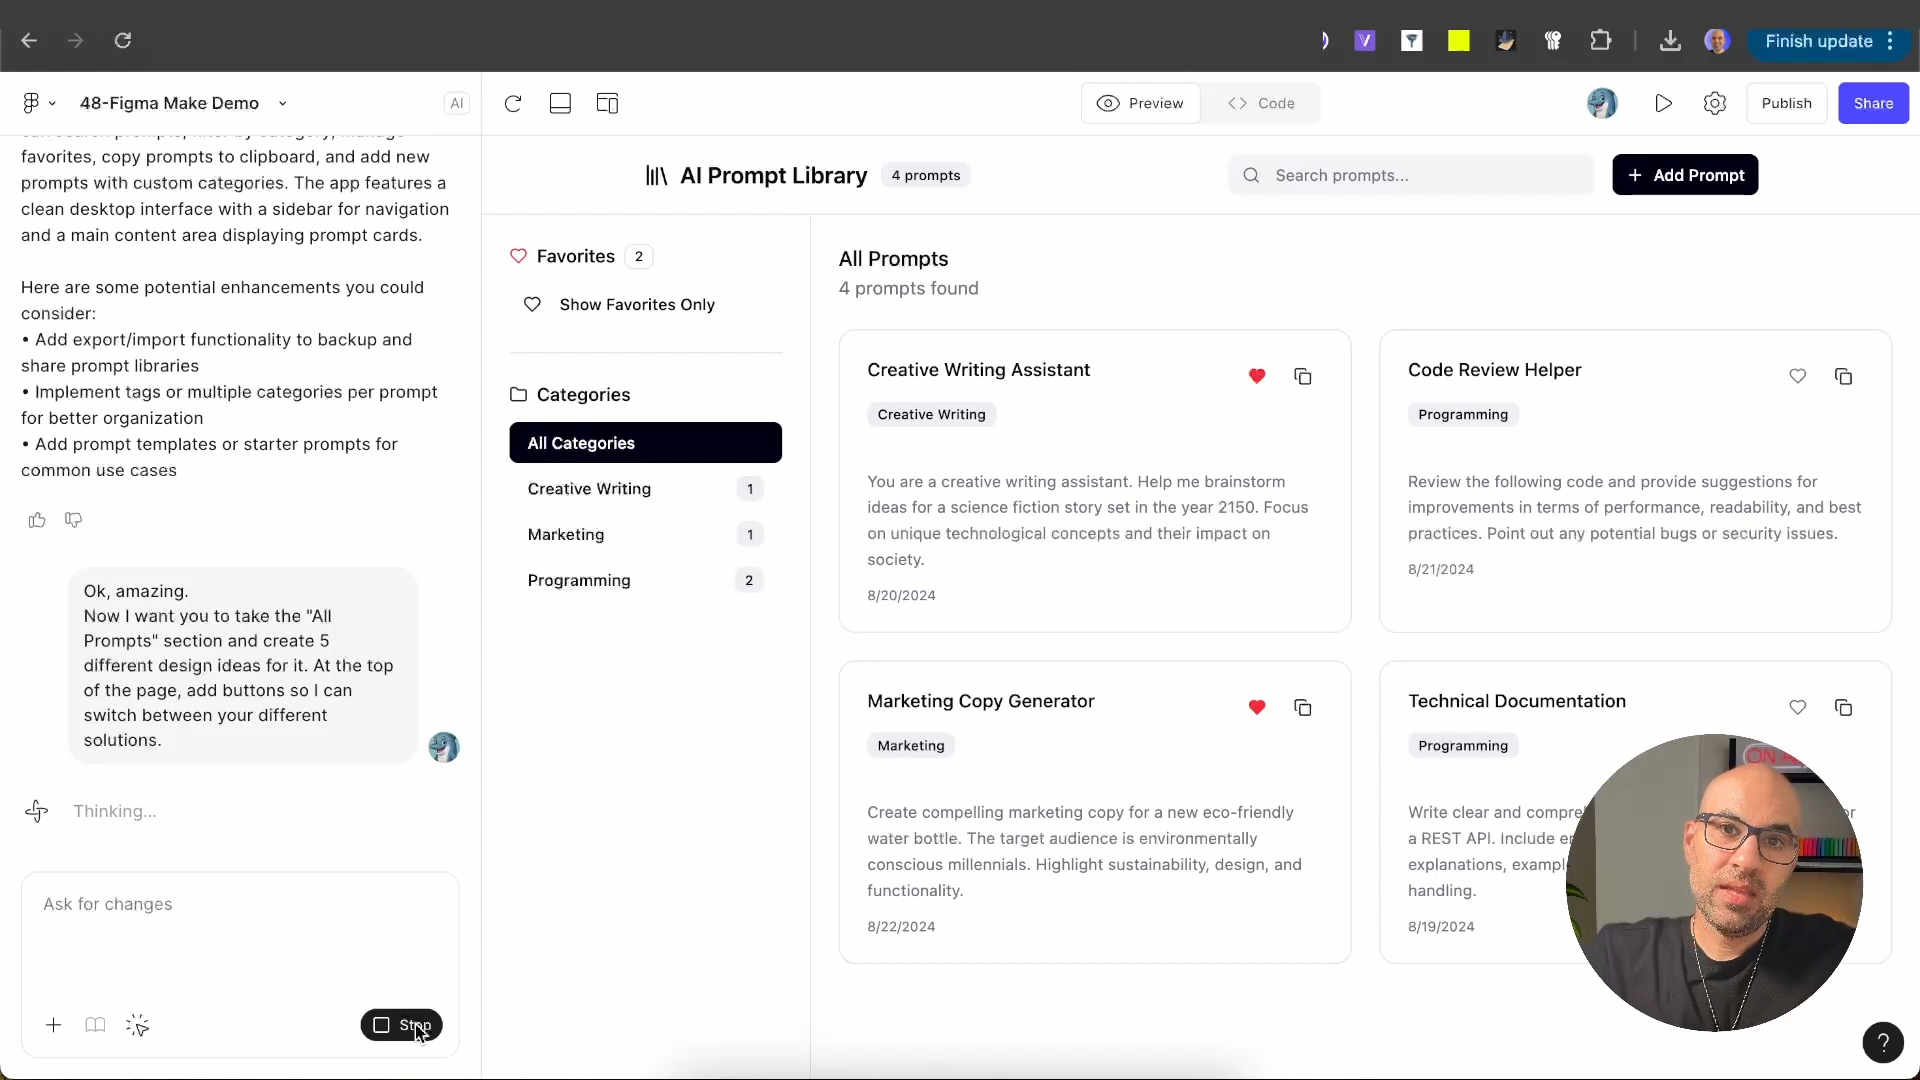 Finish update
48-Figma Make Demo
AI
Preview
Code
Publish
Share
favorites, copy prompts to clipboard, and add new
prompts with custom categories. The app features a
clean desktop interface with a sidebar for navigation
and a main content area displaying prompt cards.
Here are some potential enhancements you could
consider:
• Add export/import functionality to backup and
share prompt libraries
• Implement tags or multiple categories per prompt
for better organization
• Add prompt templates or starter prompts for
common use cases
Ok, amazing.
Now I want you to take the "All
Prompts" section and create 5
different design ideas for it. At the top
of the page, add buttons so I can
switch between your different
solutions.
Thinking...
Ask for changes
Stop
AI Prompt Library
4 prompts
Search prompts...
+ Add Prompt
Favorites 2
Show Favorites Only
Categories
All Categories
Creative Writing 1
Marketing 1
Programming 2
All Prompts
4 prompts found
Creative Writing Assistant
Creative Writing
You are a creative writing assistant. Help me brainstorm
ideas for a science fiction story set in the year 2150. Focus
on unique technological concepts and their impact on
society.
8/20/2024
Code Review Helper
Programming
Review the following code and provide suggestions for
improvements in terms of performance, readability, and best
practices. Point out any potential bugs or security issues.
8/21/2024
Marketing Copy Generator
Marketing
Create compelling marketing copy for a new eco-friendly
water bottle. The target audience is environmentally
conscious millennials. Highlight sustainability, design, and
functionality.
8/22/2024
Technical Documentation
Programming
Write clear and
a REST API. Include
explanations,
handling.
8/19/2024
ON
?